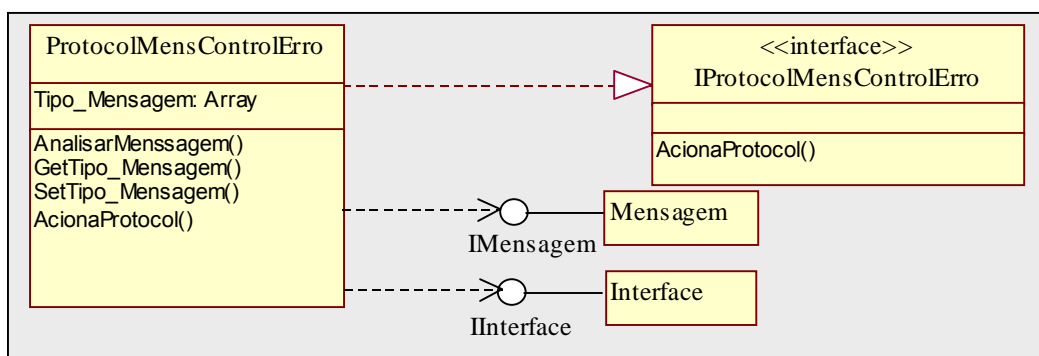 ProtocolMensControlErro
Tipo_Mensagem: Array
AnalisarMenssagem()
GetTipo_Mensagem()
SetTipo_Mensagem()
AcionaProtocol()
<<interface>>
IProtocolMensControlErro
AcionaProtocol()
Mensagem
IMensagem
Interface
IInterface